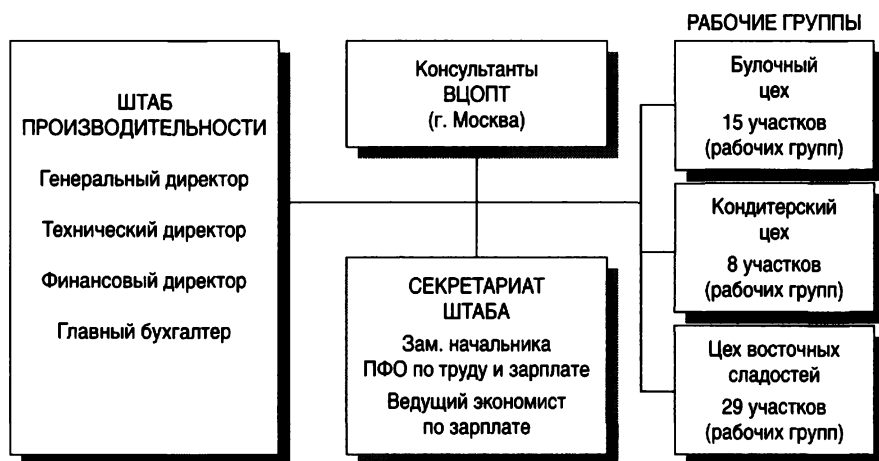 ШТАБ
ПРОИЗВОДИТЕЛЬНОСТИ
Генеральный директор
Технический директор
Финансовый директор
Главный бухгалтер
Консультанты
ВЦОПТ
(г. Москва)
СЕКРЕТАРИАТ
ШТАБА
Зам. начальника
ПФО по труду и зарплате
Ведущий экономист
по зарплате
РАБОЧИЕ ГРУППЫ
Булочный
цех
15 участков
(рабочих групп)
Кондитерский
цех
8 участков
(рабочих групп)
Цех восточных
сладостей
29 участков
(рабочих групп)